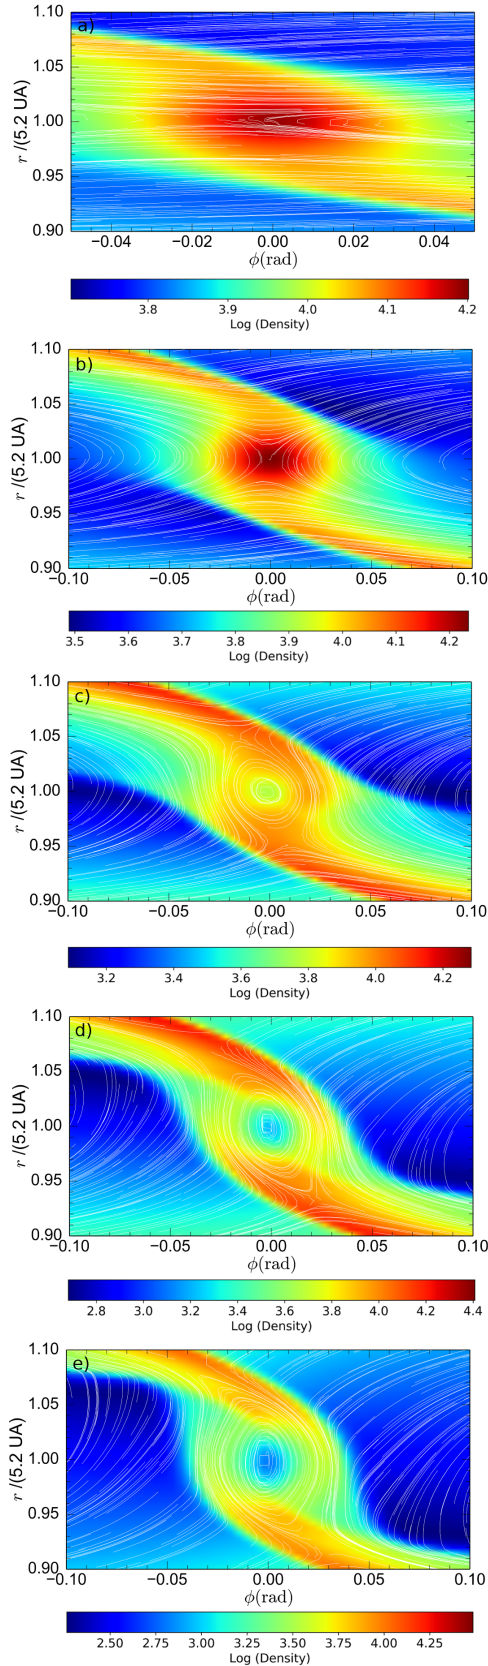 a)
1.10
1.05
1.00
0.95
0.90
r /(5.2 UA)
−0.04 −0.02 0.00 0.02 0.04
ϕ(rad)
3.8 3.9 4.0 4.1 4.2
Log (Density)
b)
1.10
1.05
1.00
0.95
0.90
r /(5.2 UA)
−0.10 −0.05 0.00 0.05 0.10
ϕ(rad)
3.5 3.6 3.7 3.8 3.9 4.0 4.1 4.2
Log (Density)
c)
1.10
1.05
1.00
0.95
0.90
r /(5.2 UA)
−0.10 −0.05 0.00 0.05 0.10
ϕ(rad)
3.2 3.4 3.6 3.8 4.0 4.2
Log (Density)
d)
1.10
1.05
1.00
0.95
0.90
r /(5.2 UA)
−0.10 −0.05 0.00 0.05 0.10
ϕ(rad)
2.8 3.0 3.2 3.4 3.6 3.8 4.0 4.2 4.4
Log (Density)
e)
1.10
1.05
1.00
0.95
0.90
r /(5.2 UA)
−0.10 −0.05 0.00 0.05 0.10
ϕ(rad)
2.50 2.75 3.00 3.25 3.50 3.75 4.00 4.25
Log (Density)